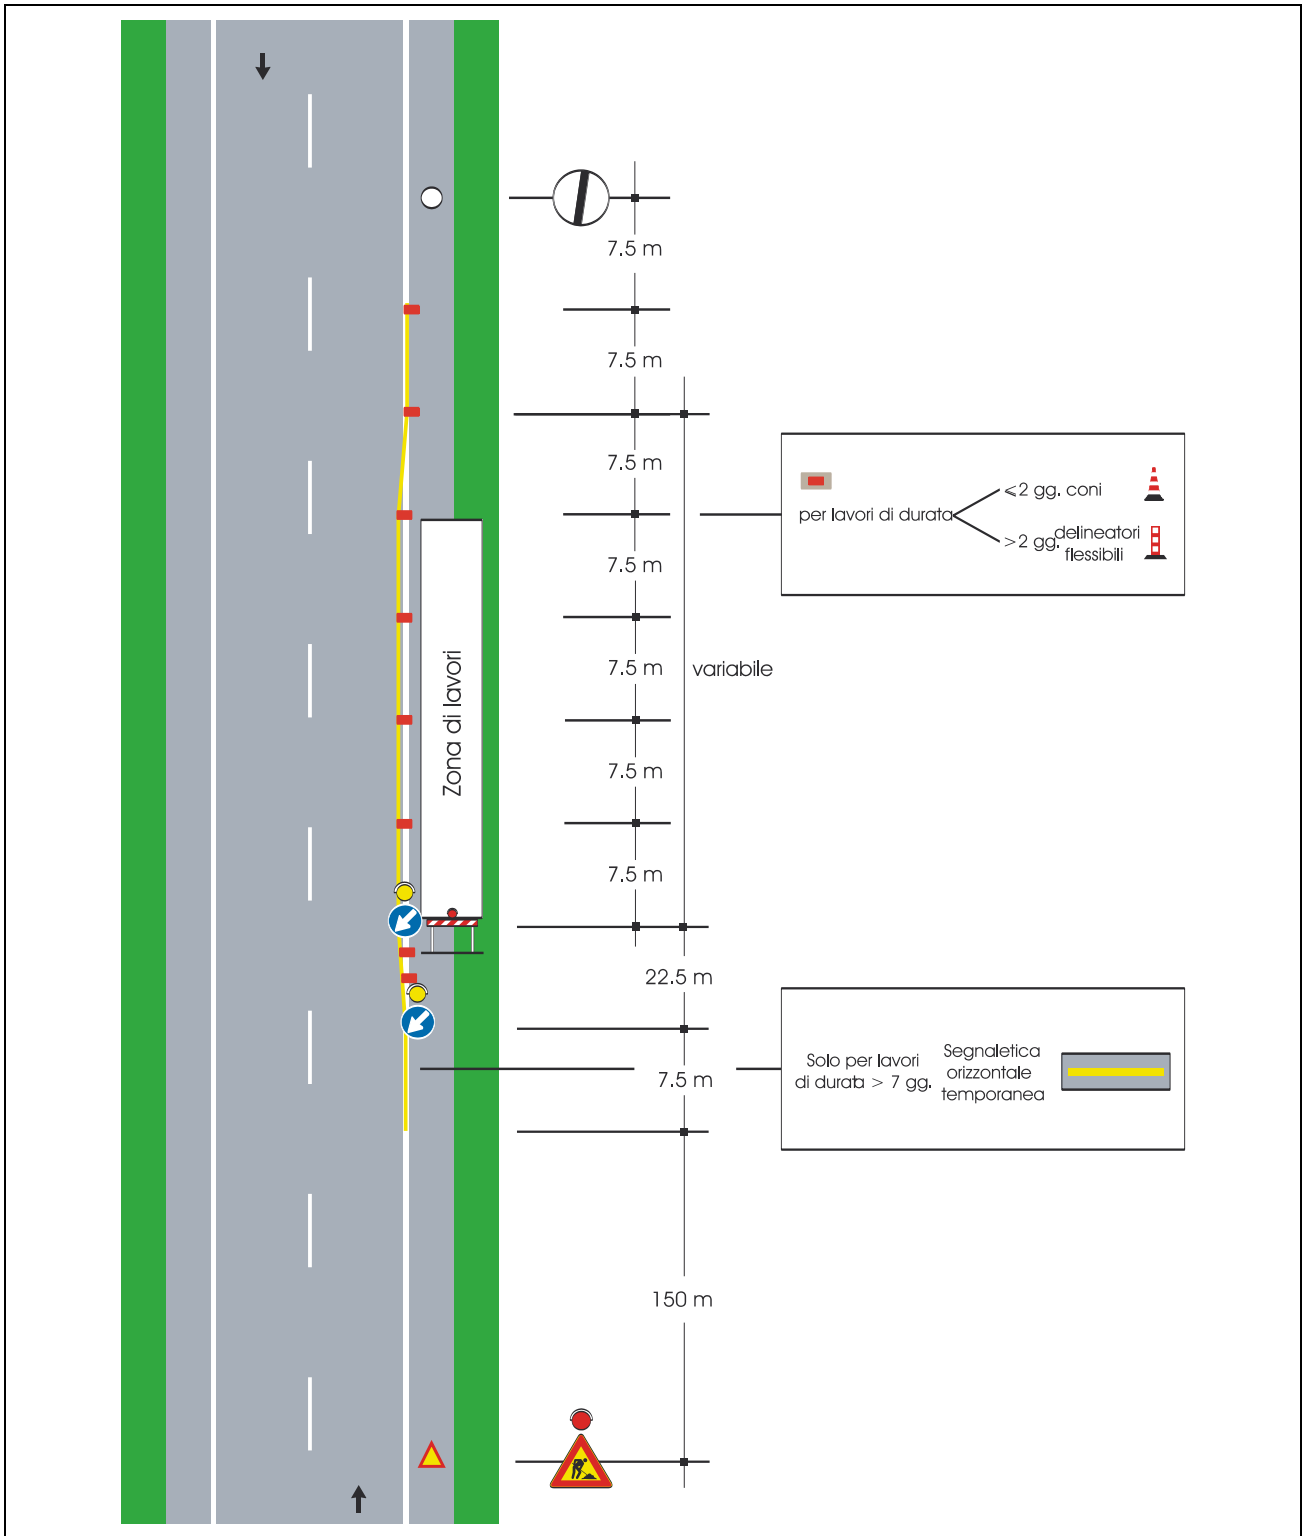 7.5 m
7.5 m
7.5 m
≤2 gg. coni
per lavori di durata
>2 gg. delineatori
flessibili
7.5 m
7.5 m
variabile
Zona di lavori
7.5 m
7.5 m
22.5 m
Solo per lavori
di durata > 7 gg.
Segnaletica
orizzontale
temporanea
7.5 m
150 m